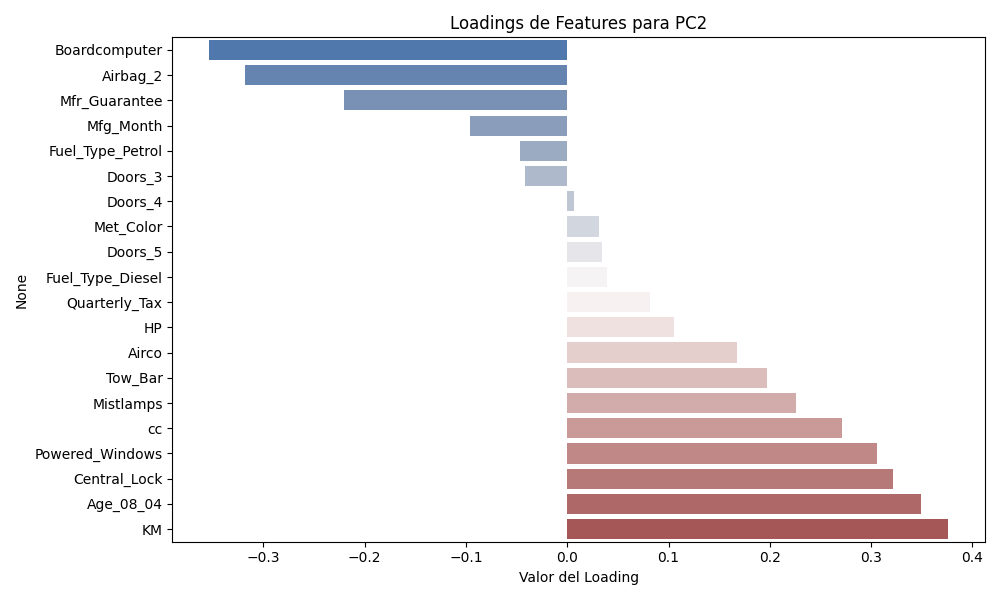 Loadings de Features para PC2
Boardcomputer
Airbag_2
Mfr_Guarantee
Mfg_Month
Fuel_Type_Petrol
Doors_3
Doors_4
Met_Color
Doors_5
Fuel_Type_Diesel
Quarterly_Tax
HP
Airco
Tow_Bar
Mistlamps
cc
Powered_Windows
Central_Lock
Age_08_04
KM
None
−0.3 −0.2 −0.1 0.0 0.1 0.2 0.3 0.4
Valor del Loading